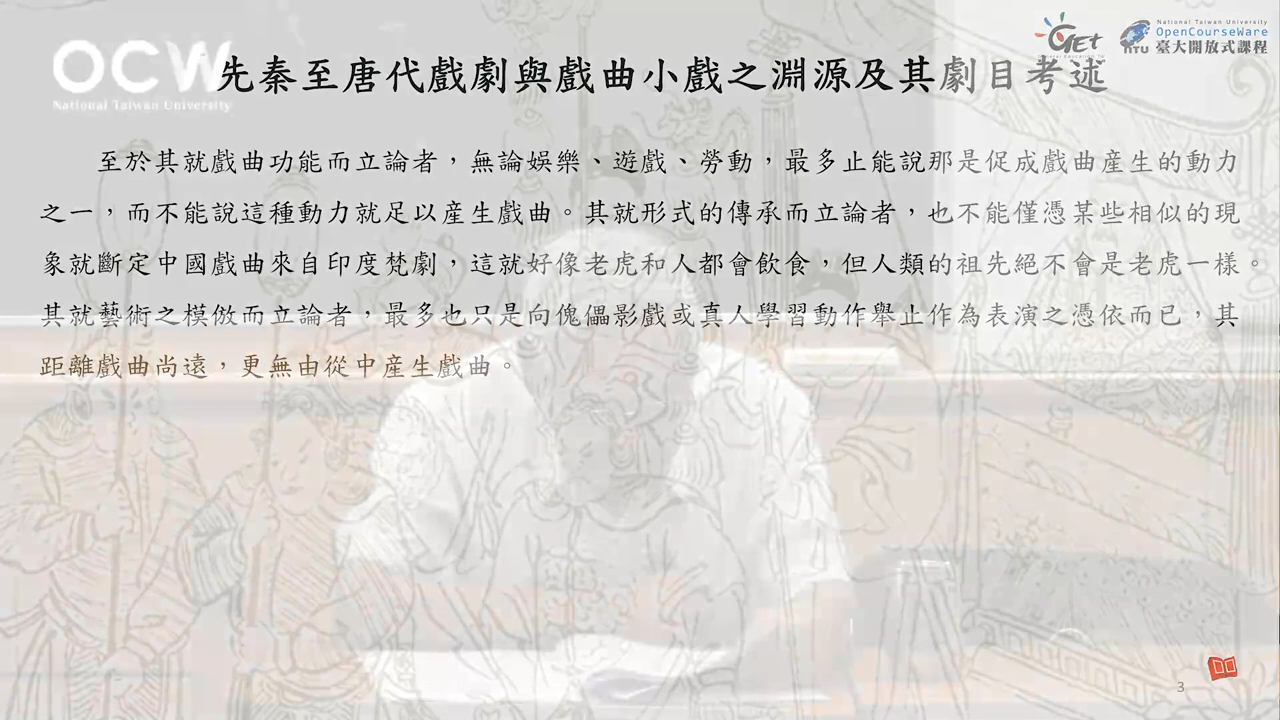 OCW
National Taiwan University
GET
National Taiwan University
OpenCourseWare
NTU 臺大開放式課程
先秦至唐代戲劇與戲曲小戲之淵源及其劇目考述
至於其就戲曲功能而立論者，無論娛樂、遊戲、勞動，最多止能說那是促成戲曲產生的動力
之一，而不能說這種動力就足以產生戲曲。其就形式的傳承而立論者，也不能僅憑某些相似的現
象就斷定中國戲曲來自印度梵劇，這就好像老虎和人都會飲食，但人類的祖先絕不會是老虎一樣。
其就藝術之模倣而立論者，最多也只是向傀儡影戲或真人學習動作舉止作為表演之憑依而已，其
距離戲曲尚遠，更無由從中產生戲曲。
3